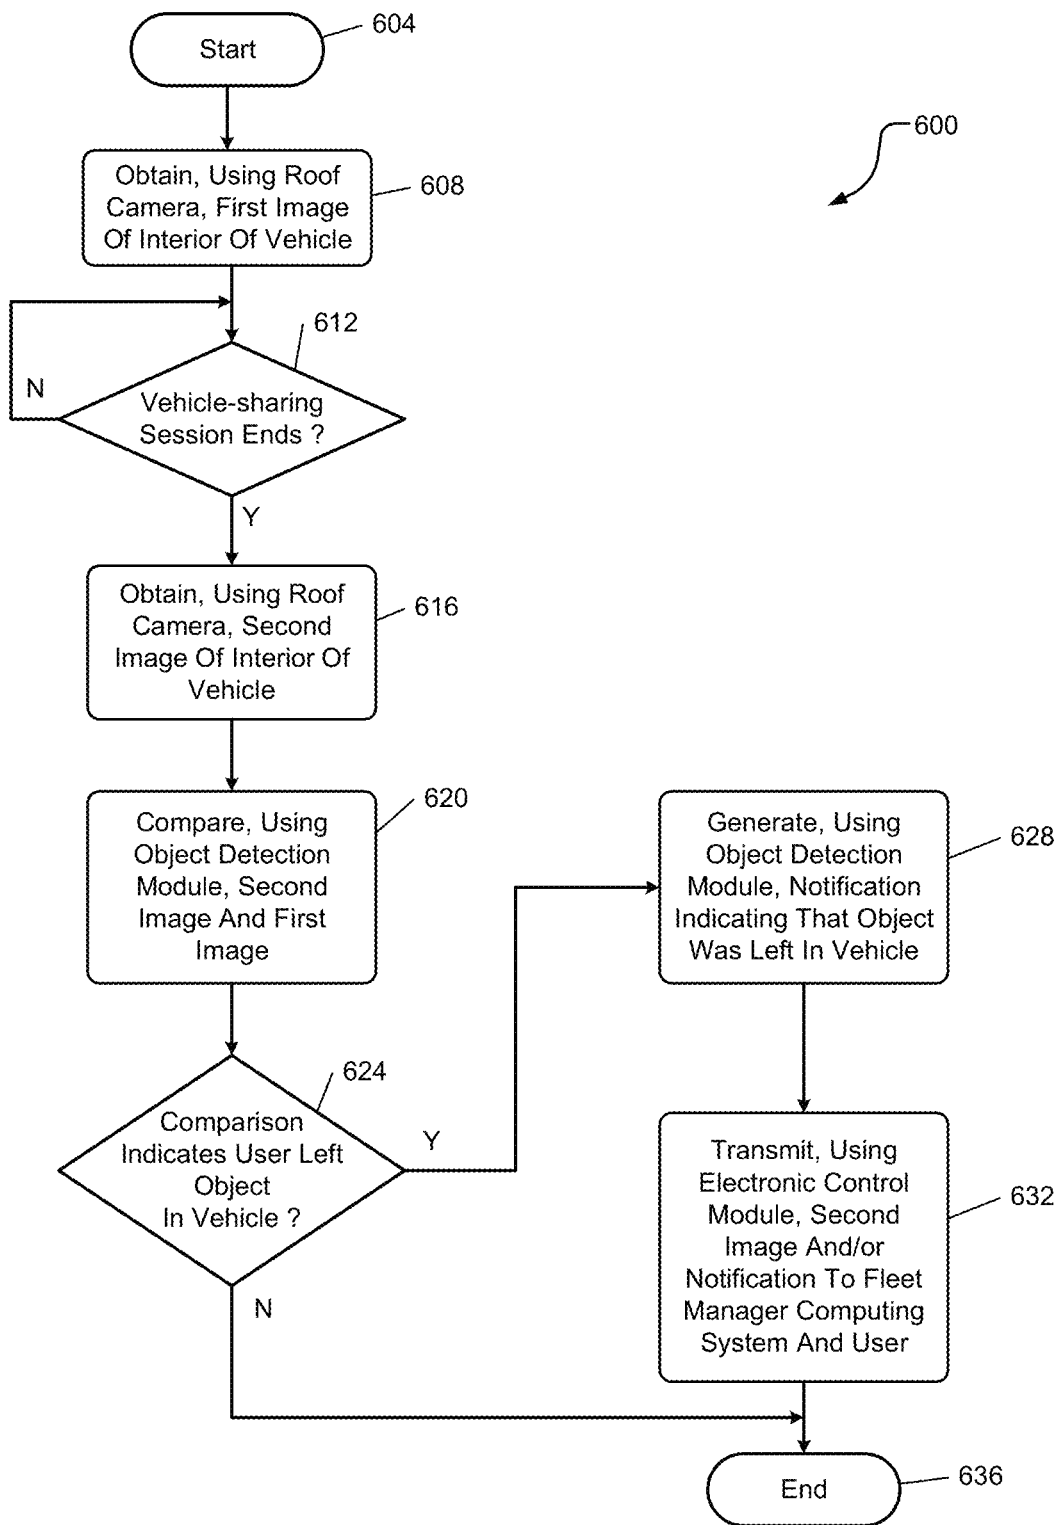 Start
604
600
Obtain, Using Roof
Camera, First Image
Of Interior Of Vehicle
608
612
N
Vehicle-sharing
Session Ends ?
Y
Obtain, Using Roof
Camera, Second
Image Of Interior Of
Vehicle
616
Compare, Using
Object Detection
Module, Second
Image And First
Image
620
Comparison
Indicates User Left
Object
In Vehicle ?
624
Y
N
Generate, Using
Object Detection
Module, Notification
Indicating That Object
Was Left In Vehicle
628
Transmit, Using
Electronic Control
Module, Second
Image And/or
Notification To Fleet
Manager Computing
System And User
632
End
636